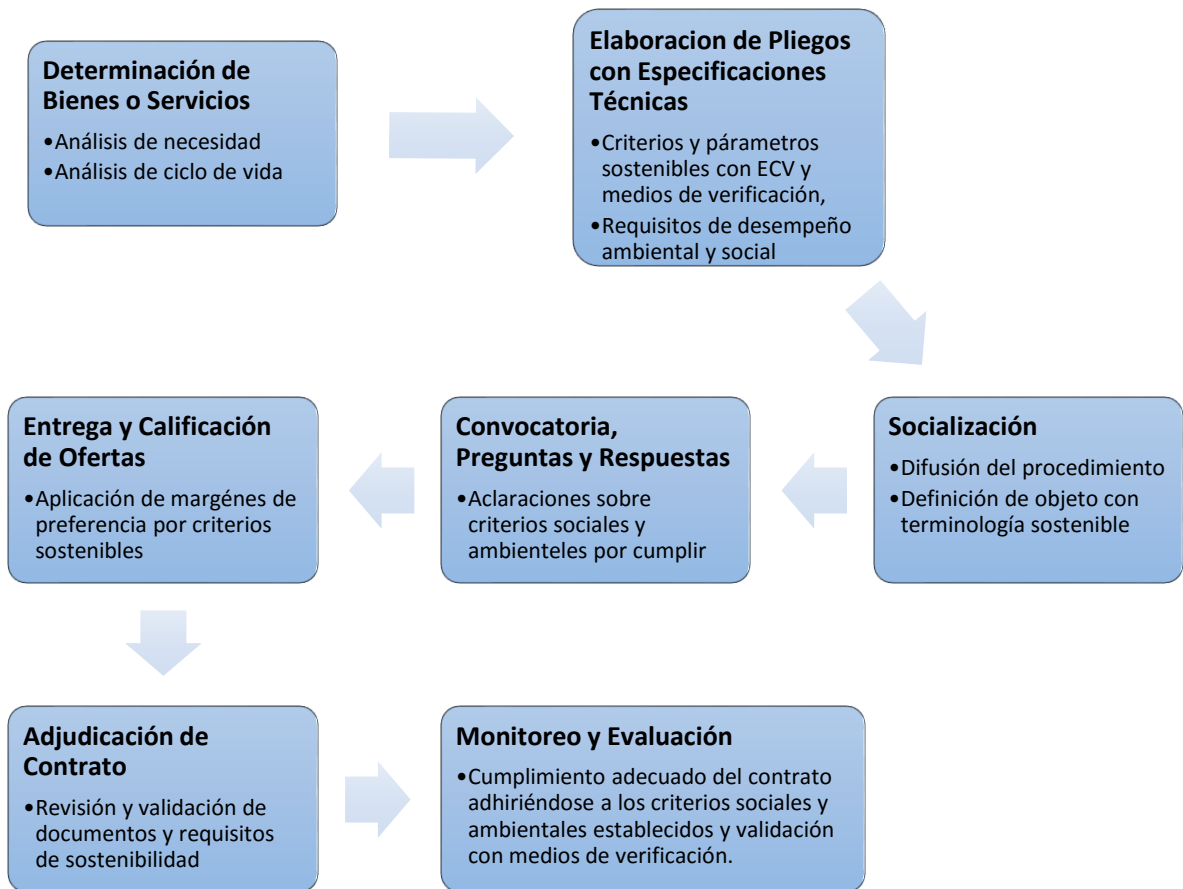 Determinación de
Bienes o Servicios
•Análisis de necesidad
•Análisis de ciclo de vida
Elaboracion de Pliegos
con Especificaciones
Técnicas
•Criterios y párametros
sostenibles con ECV y
medios de verificación,
•Requisitos de desempeño
ambiental y social
Socialización
•Difusión del procedimiento
•Definición de objeto con
terminología sostenible
Convocatoria,
Preguntas y Respuestas
•Aclaraciones sobre
criterios sociales y
ambienteles por cumplir
Entrega y Calificación
de Ofertas
•Aplicación de margénes de
preferencia por criterios
sostenibles
Adjudicación de
Contrato
•Revisión y validación de
documentos y requisitos
de sostenibilidad
Monitoreo y Evaluación
•Cumplimiento adecuado del contrato
adhiriéndose a los criterios sociales y
ambientales establecidos y validación
con medios de verificación.